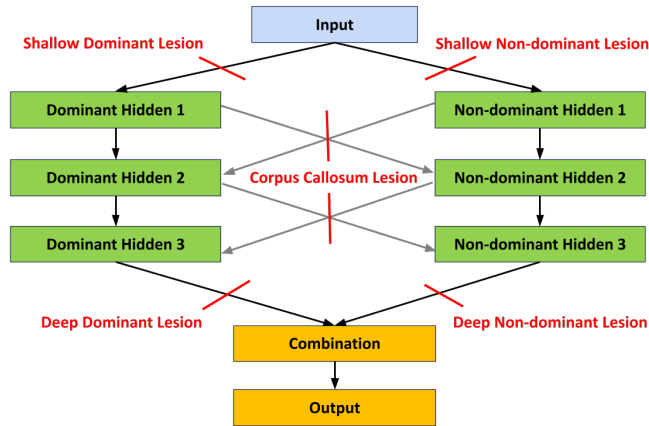 Input
Shallow Dominant Lesion
Shallow Non-dominant Lesion
Dominant Hidden 1
Non-dominant Hidden 1
Dominant Hidden 2
Corpus Callosum Lesion
Non-dominant Hidden 2
Dominant Hidden 3
Non-dominant Hidden 3
Deep Dominant Lesion
Deep Non-dominant Lesion
Combination
Output